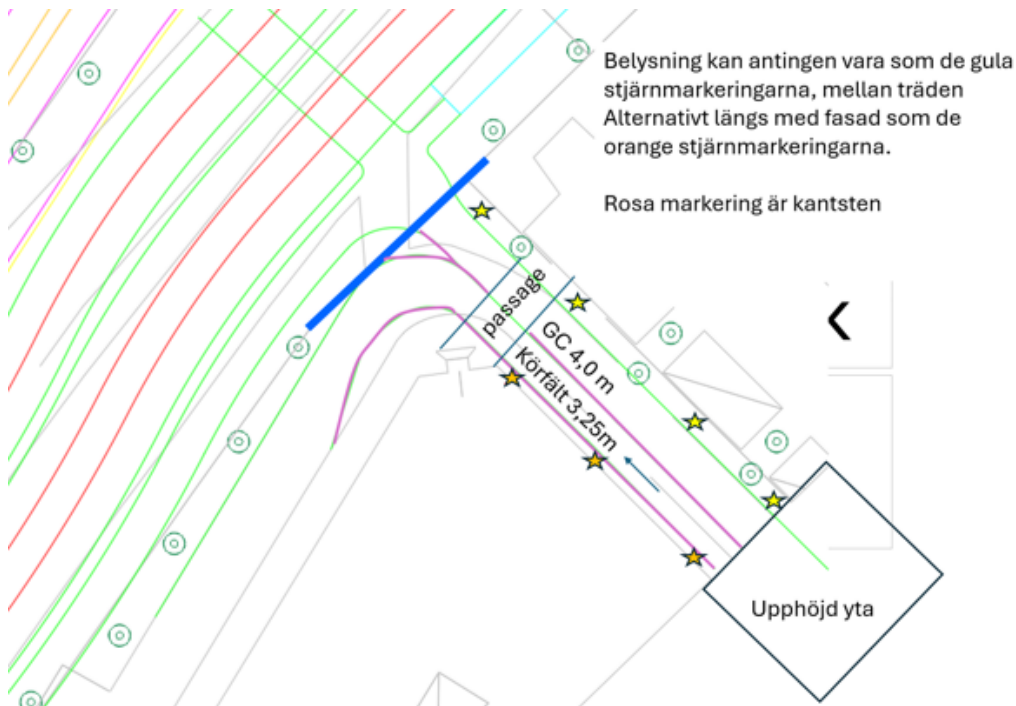 Belysning kan antingen vara som de gula
stjärnmarkeringarna, mellan träden
Alternativt längs med fasad som de
orange stjärnmarkeringarna.
Rosa markering är kantsten
passage
GC 4,0 m
Körfält 3,25m
Upphöjd yta